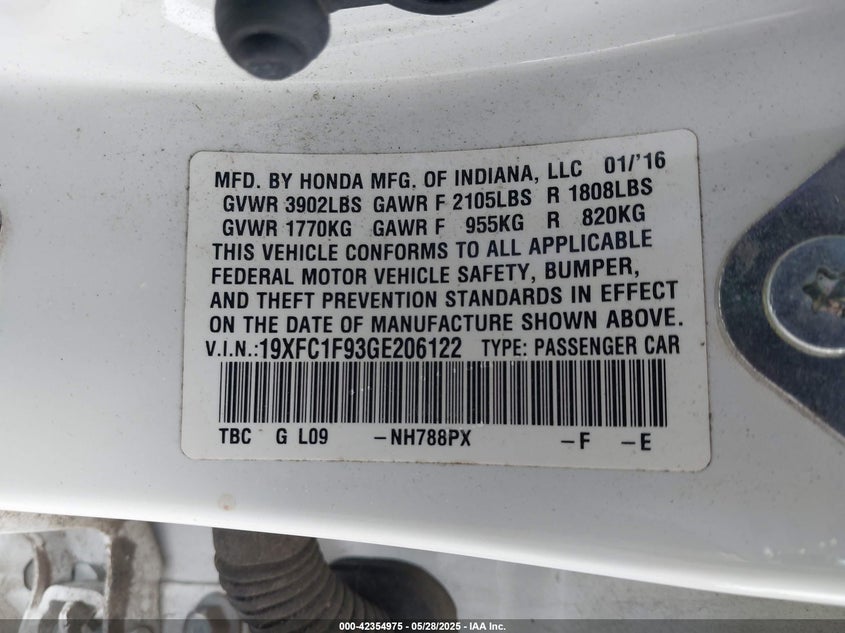 MFD. BY HONDA MFG. OF INDIANA, LLC 01/'16
GVWR 3902LBS GAWR F 2105LBS R 1808LBS
GVWR 1770KG GAWR F 955KG R 820KG
THIS VEHICLE CONFORMS TO ALL APPLICABLE
FEDERAL MOTOR VEHICLE SAFETY, BUMPER,
AND THEFT PREVENTION STANDARDS IN EFFECT
ON THE DATE OF MANUFACTURE SHOWN ABOVE.
V.I.N.:19XFC1F93GE206122 TYPE: PASSENGER CAR
TBC G L09 -NH788PX -F -E
000-42354975 - 05/28/2025 - IAA Inc.